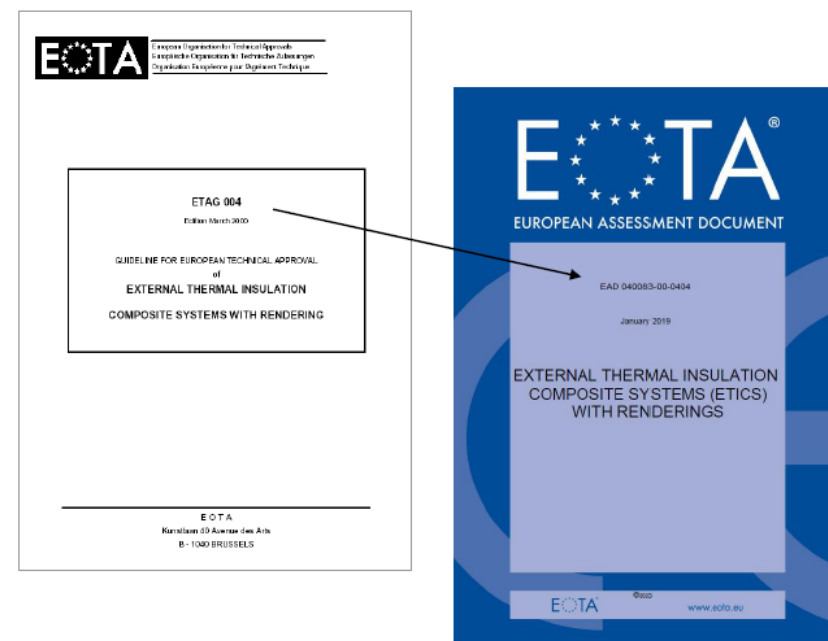 EOTA
European Organisation for Technical Approvals
Europäische Organisation für Technische Zulassungen
Organisation Européenne pour l'Agrément Technique
ETAG 004
Edition March 2000
GUIDELINE FOR EUROPEAN TECHNICAL APPROVAL
of
EXTERNAL THERMAL INSULATION
COMPOSITE SYSTEMS WITH RENDERING
E O T A
Kunstlaan 40 Avenue des Arts
B - 1040 BRUSSELS
EOTA®
EUROPEAN ASSESSMENT DOCUMENT
EAD 040083-00-0404
January 2019
EXTERNAL THERMAL INSULATION
COMPOSITE SYSTEMS (ETICS)
WITH RENDERINGS
EOTA
www.eota.eu